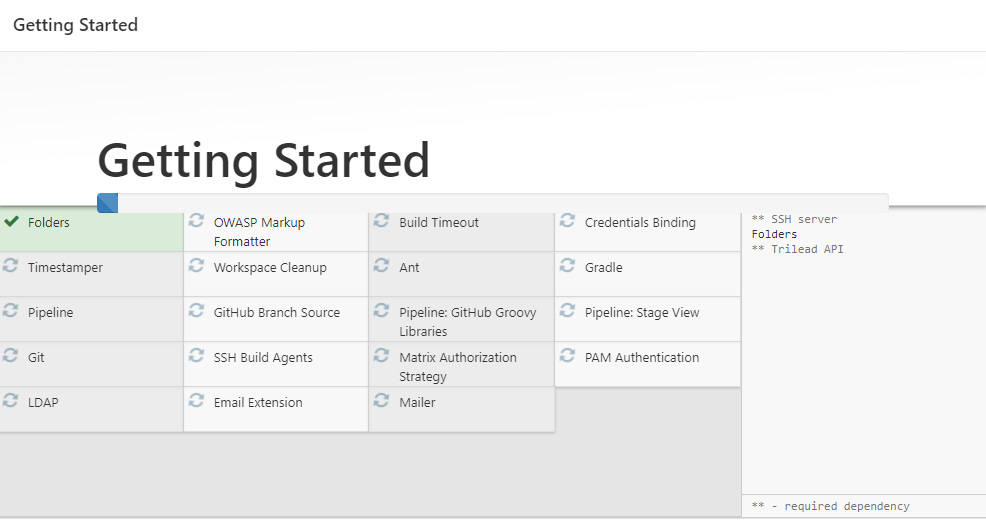 Getting Started
Getting Started
Folders
OWASP Markup
Formatter
Build Timeout
Credentials Binding
Timestamper
Workspace Cleanup
Ant
Gradle
Pipeline
GitHub Branch Source
Pipeline: GitHub Groovy
Libraries
Pipeline: Stage View
Git
SSH Build Agents
Matrix Authorization
Strategy
PAM Authentication
LDAP
Email Extension
Mailer
** SSH server
Folders
** Trilead API
** - required dependency